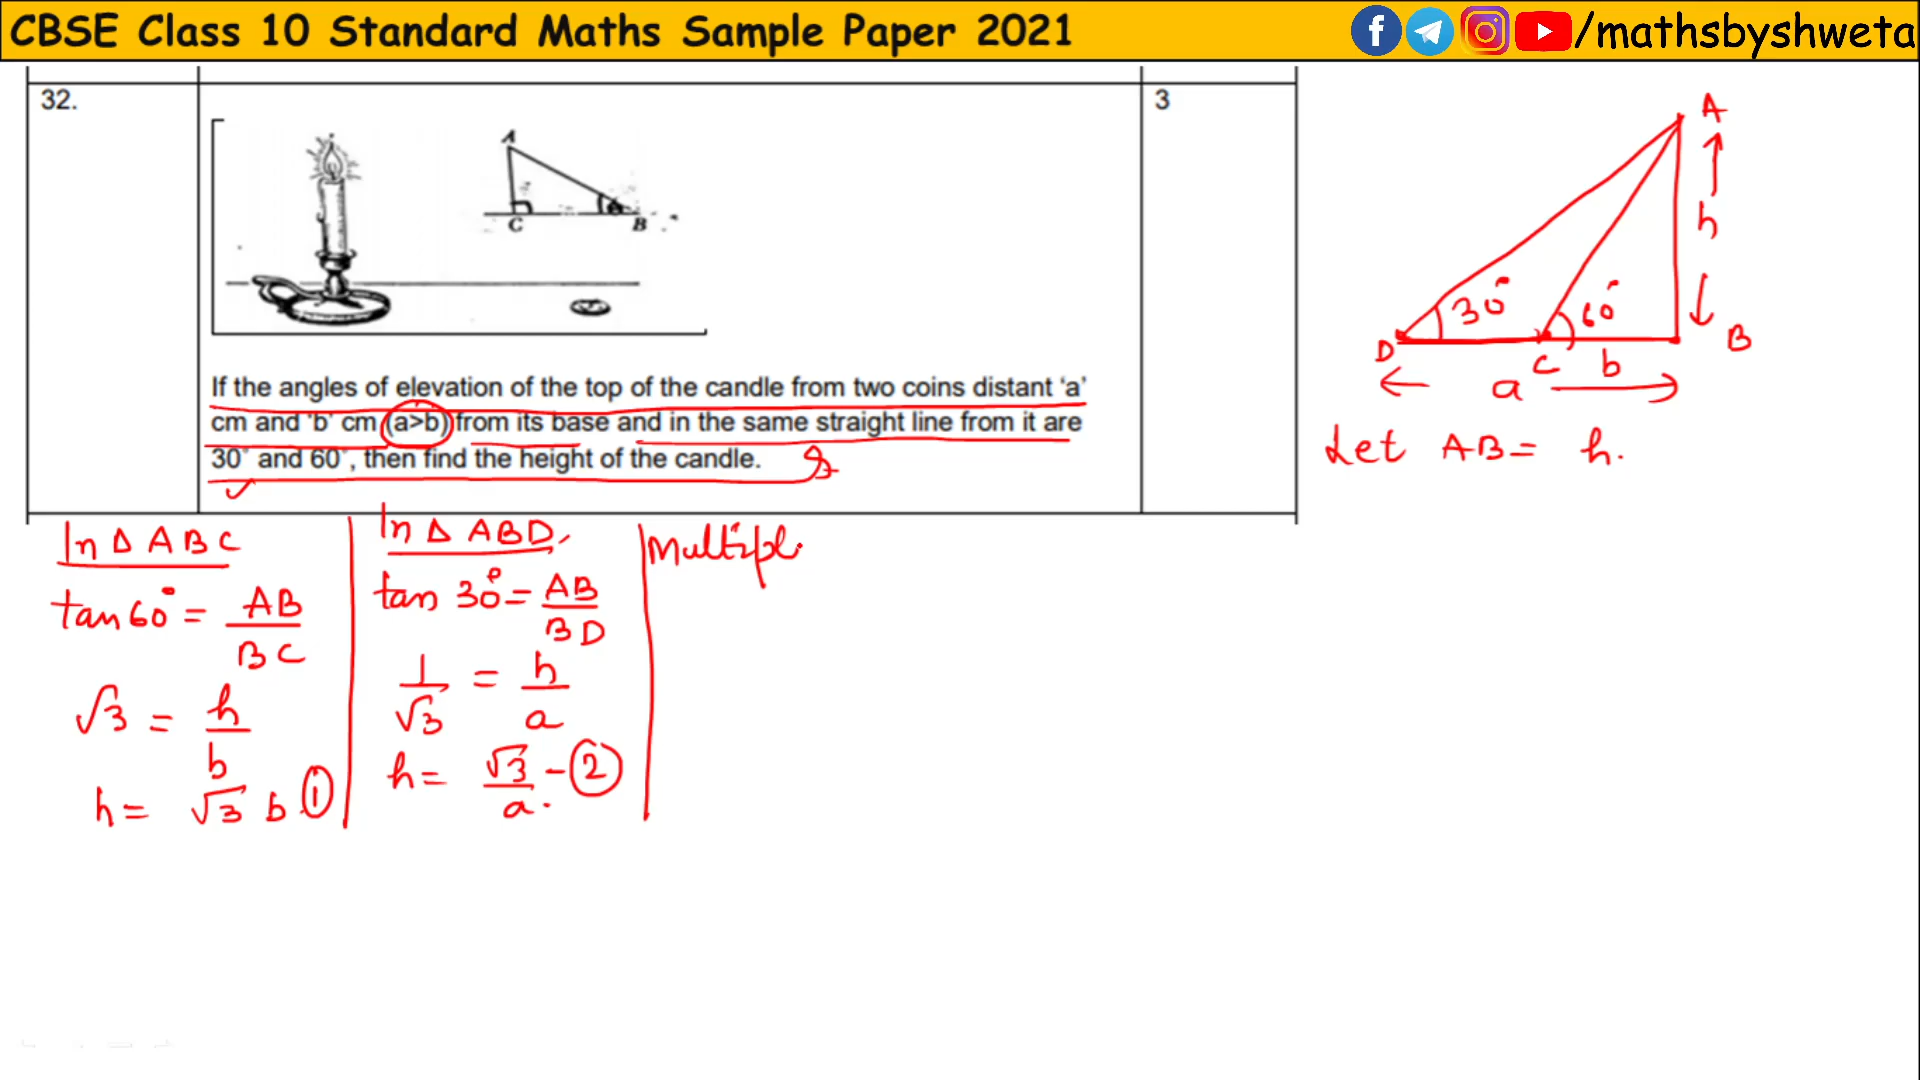 CBSE Class 10 Standard Maths Sample Paper 2021
/mathsbyshweta
32.
3
A
C
B
If the angles of elevation of the top of the candle from two coins distant ‘a’
cm and ‘b’ cm (a>b) from its base and in the same straight line from it are
30˚ and 60˚, then find the height of the candle.
A
h
30°
60°
D
C
b
B
a
Let AB = h.
In Δ ABC
tan 60° = AB/BC
√3 = h/b
h = √3 b ①
In Δ ABD,
tan 30° = AB/BD
1/√3 = h/a
h = √3/a. - ②
Multipl